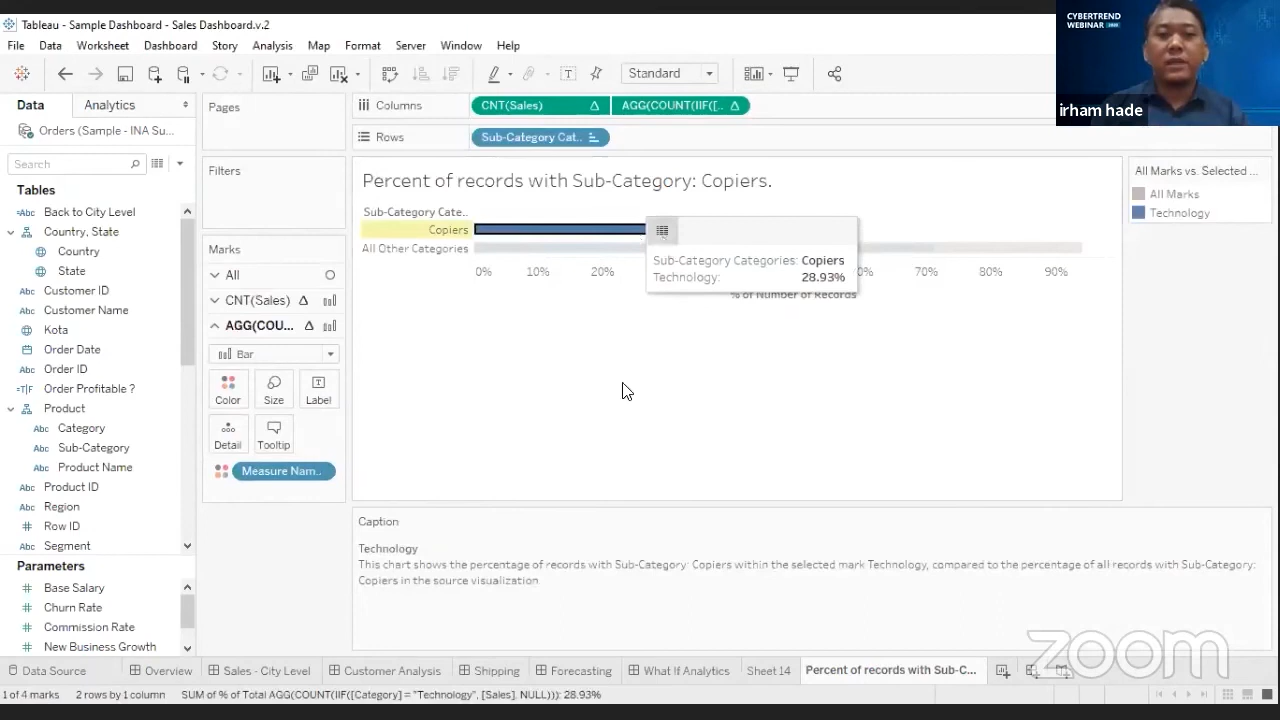 Tableau - Sample Dashboard - Sales Dashboard.v.2
File Data Worksheet Dashboard Story Analysis Map Format Server Window Help
CYBERTREND
WEBINAR
irham hade
Standard
Data Analytics
Orders (Sample - INA Su...
Search
Tables
Back to City Level
Country, State
Country
State
Customer ID
Customer Name
Kota
Order Date
Order ID
Order Profitable ?
Product
Category
Sub-Category
Product Name
Product ID
Region
Row ID
Segment
Parameters
Base Salary
Churn Rate
Commission Rate
New Business Growth
Pages
Filters
Marks
All
CNT(Sales)
AGG(COU...
Bar
Color Size Label
Detail Tooltip
Measure Nam..
Columns CNT(Sales) AGG(COUNT(IIF([..
Rows Sub-Category Cat..
Percent of records with Sub-Category: Copiers.
Sub-Category Cate..
Copiers
All Other Categories
0% 10% 20% 60% 70% 80% 90%
% of Number of Records
Sub-Category Categories: Copiers
Technology: 28.93%
All Marks vs. Selected ...
All Marks
Technology
Caption
Technology
This chart shows the percentage of records with Sub-Category: Copiers within the selected mark Technology, compared to the percentage of all records with Sub-Category:
Copiers in the source visualization
zoom
Data Source Overview Sales - City Level Customer Analysis Shipping Forecasting What If Analytics Sheet 14 Percent of records with Sub-C...
1 of 4 marks 2 rows by 1 column SUM of % of Total AGG(COUNT(IIF([Category] = "Technology", [Sales], NULL))): 28.93%